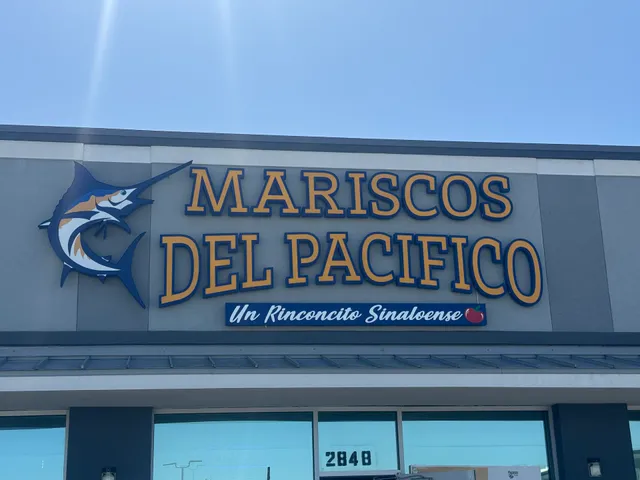 MARISCOS
DEL PACIFICO
Un Rinconcito Sinaloense
2848